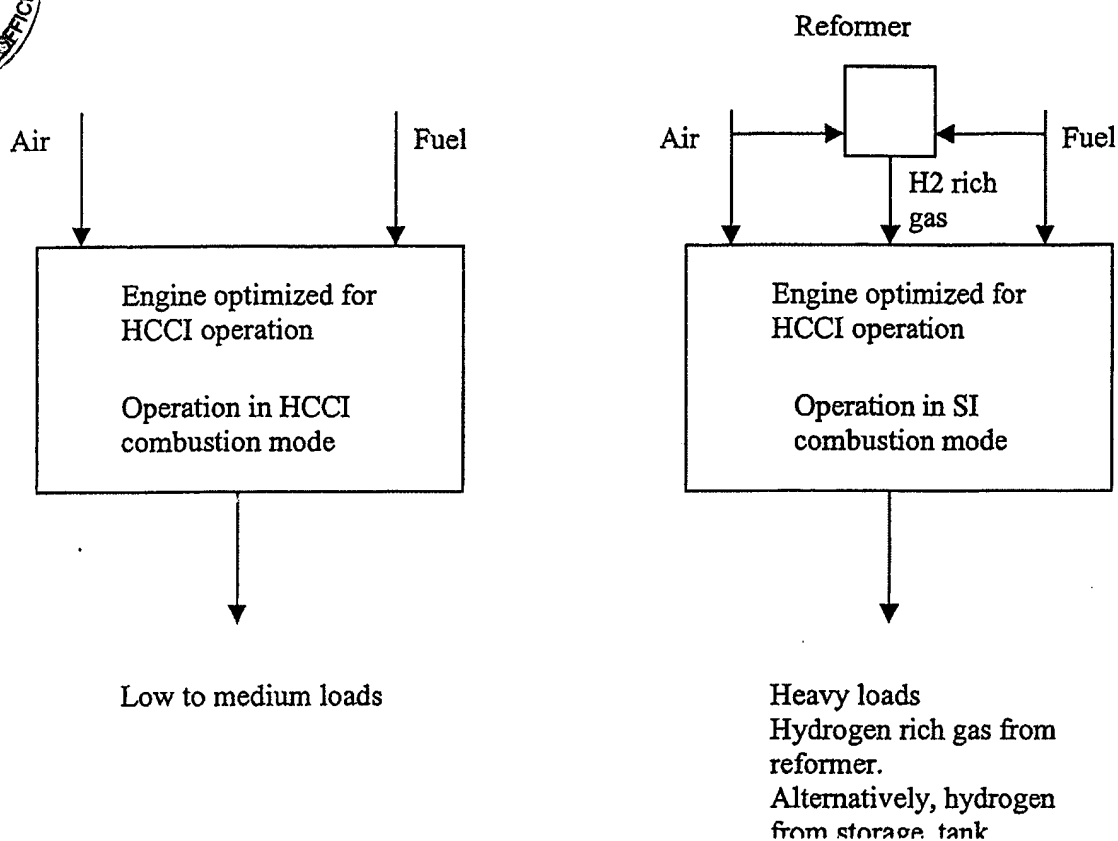 OFFIC
Air
Fuel
Engine optimized for
HCCI operation
Operation in HCCI
combustion mode
Low to medium loads
Reformer
Air
Fuel
H2 rich
gas
Engine optimized for
HCCI operation
Operation in SI
combustion mode
Heavy loads
Hydrogen rich gas from
reformer.
Alternatively, hydrogen
from storage tank